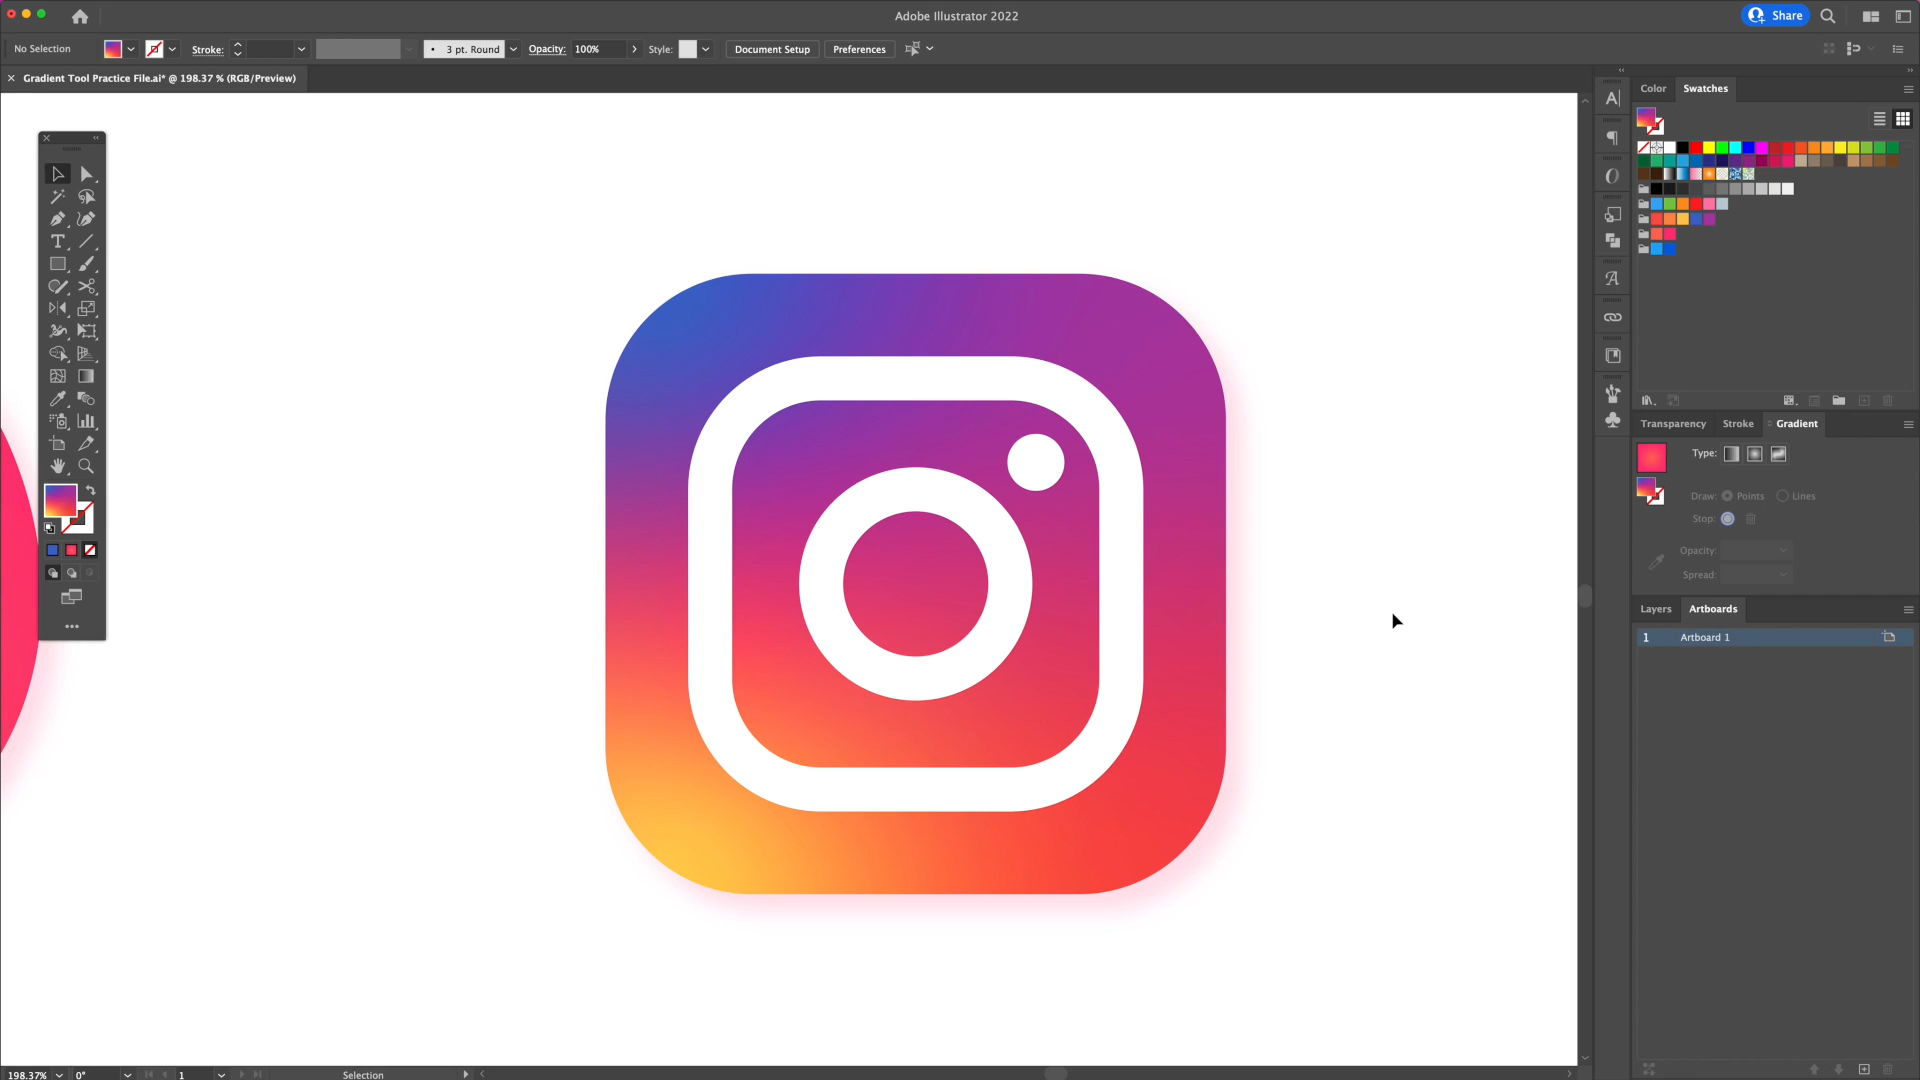 Adobe Illustrator 2022
Share
No Selection
Stroke:
3 pt. Round
Opacity:
100%
Style:
Document Setup
Preferences
Gradient Tool Practice File.ai* @ 198.37 % (RGB/Preview)
Color
Swatches
Transparency
Stroke
Gradient
Type:
Draw:
Points
Lines
Stop:
Opacity:
Spread:
Layers
Artboards
1
Artboard 1
198.37%
0°
1
Selection